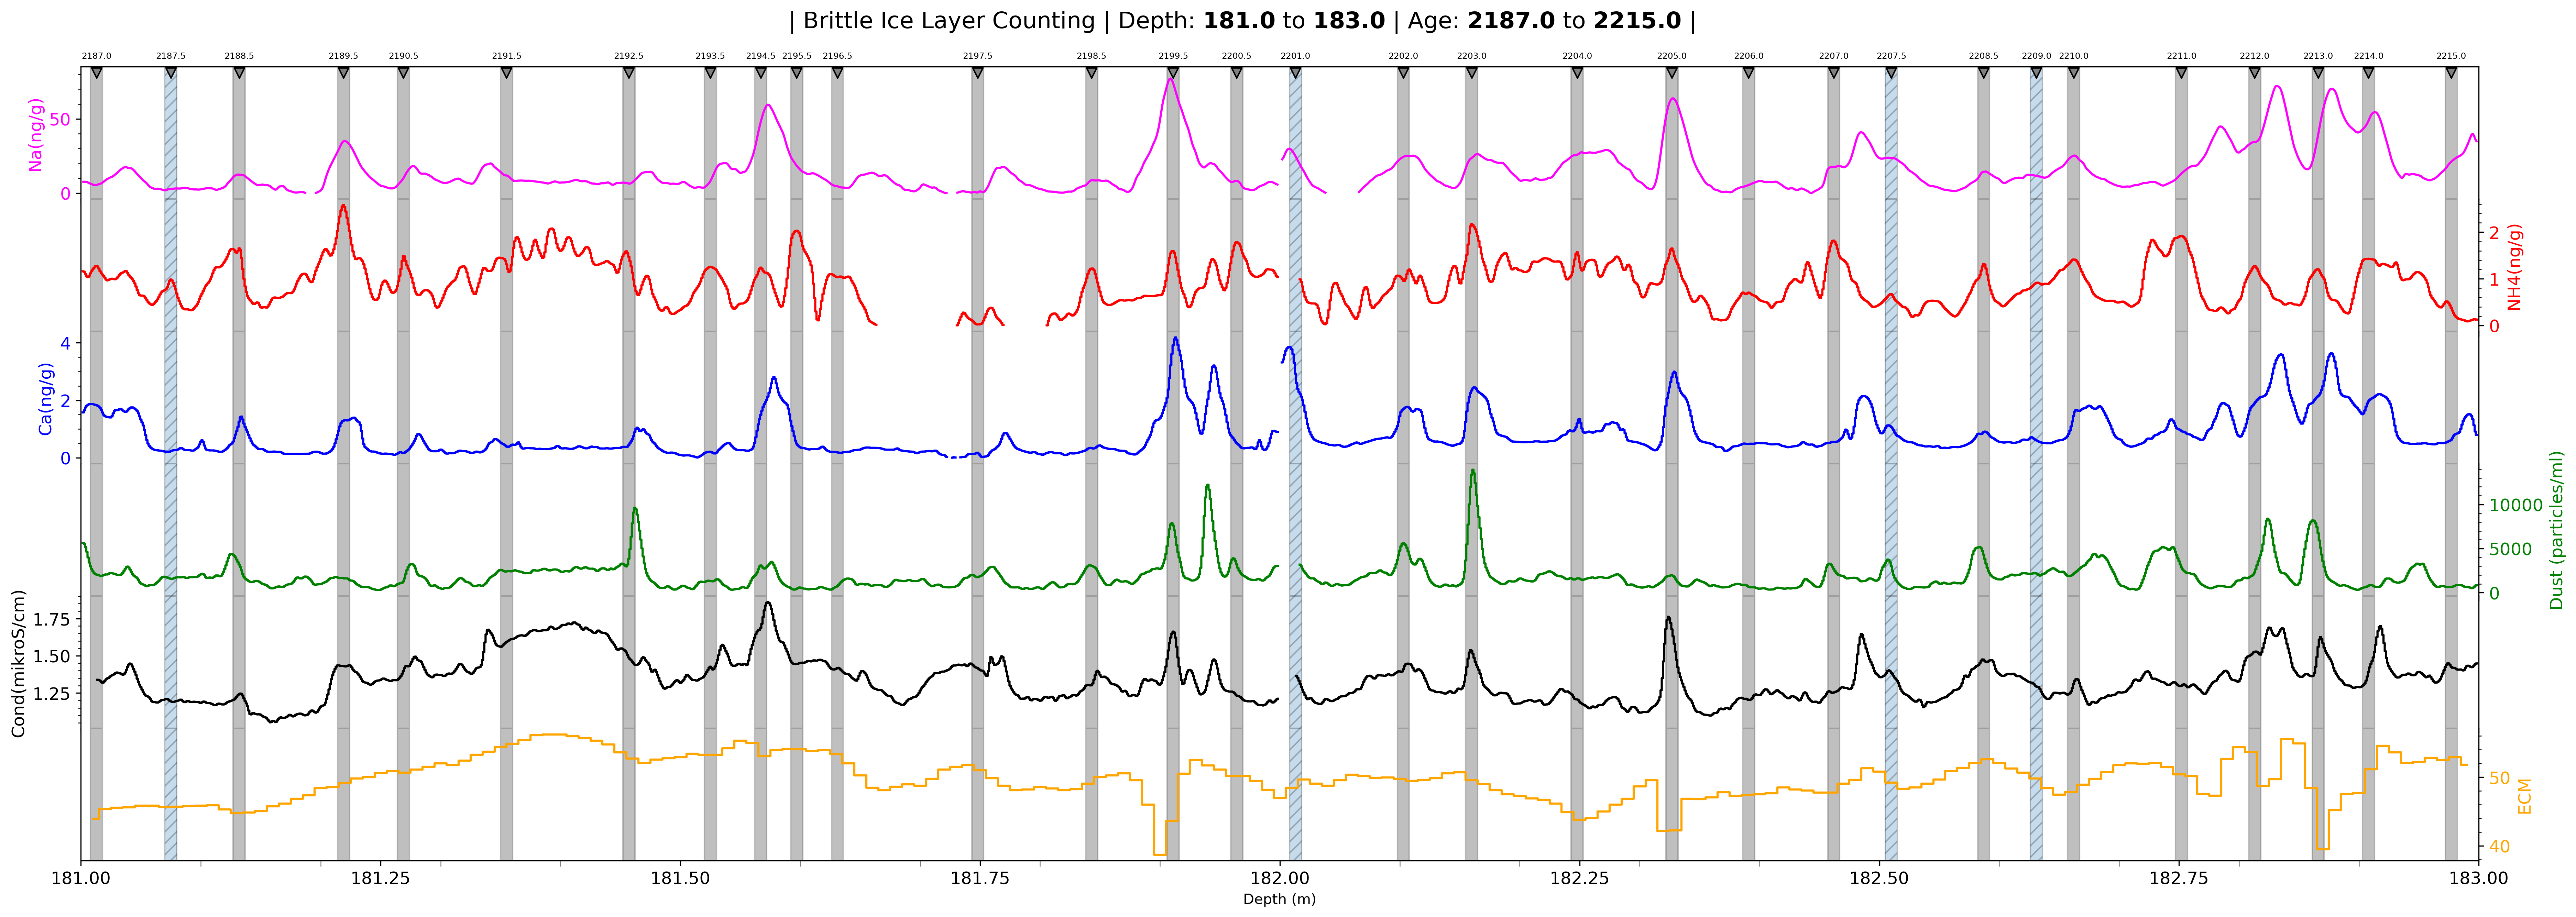 | Brittle Ice Layer Counting | Depth: 181.0 to 183.0 | Age: 2187.0 to 2215.0 |
2187.0 2187.5 2188.5 2189.5 2190.5 2191.5 2192.5 2193.5 2194.5 2195.5 2196.5 2197.5 2198.5 2199.5 2200.5 2201.0 2202.0 2203.0 2204.0 2205.0 2206.0 2207.0 2207.5 2208.5 2209.0 2210.0 2211.0 2212.0 2213.0 2214.0 2215.0
Na(ng/g)
50
0
NH4(ng/g)
2
1
0
Ca(ng/g)
4
2
0
Dust (particles/ml)
10000
5000
0
Cond(mikroS/cm)
1.75
1.50
1.25
ECM
50
40
181.00 181.25 181.50 181.75 182.00 182.25 182.50 182.75 183.00
Depth (m)